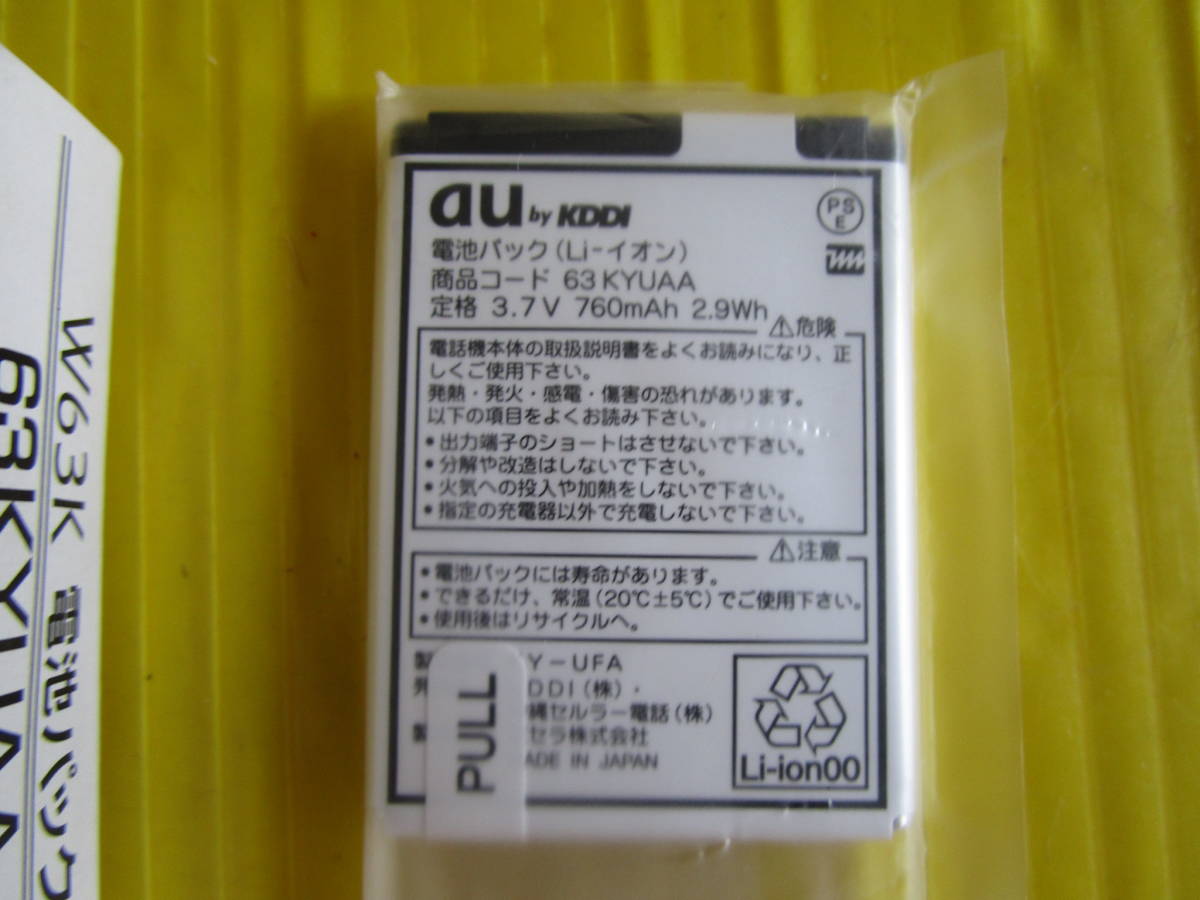 au by KDDI
PS
E
電池パック(Li-イオン)
商品コード 63KYUAA
定格 3.7V 760mAh 2.9Wh
⚠危険
電話機本体の取扱説明書をよくお読みになり、正
しくご使用下さい。
発熱・発火・感電・傷害の恐れがあります。
以下の項目をよくお読み下さい。
•出力端子のショートはさせないで下さい。
•分解や改造はしないで下さい。
•火気への投入や加熱をしないで下さい。
•指定の充電器以外で充電しないで下さい。
⚠注意
•電池パックには寿命があります。
•できるだけ、常温(20℃±5℃)でご使用下さい。
•使用後はリサイクルへ。
製 Y-UFA
発 DDI(株)・
縄セルラー電話(株)
製 セラ株式会社
ADE IN JAPAN
PULL
Li-ion00
W63K 電池パック
63KYUAA